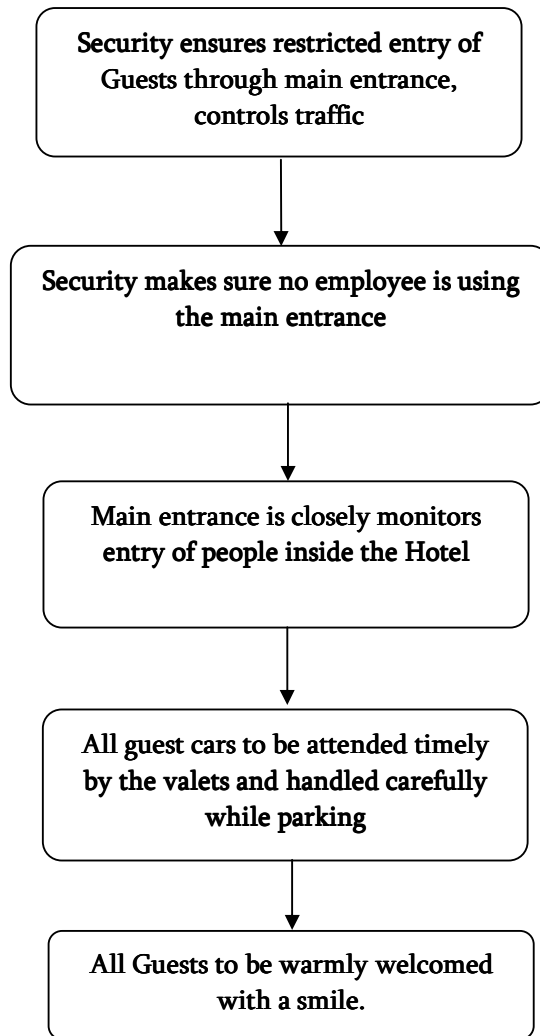 Security ensures restricted entry of
Guests through main entrance,
controls traffic
Security makes sure no employee is using
the main entrance
Main entrance is closely monitors
entry of people inside the Hotel
All guest cars to be attended timely
by the valets and handled carefully
while parking
All Guests to be warmly welcomed
with a smile.